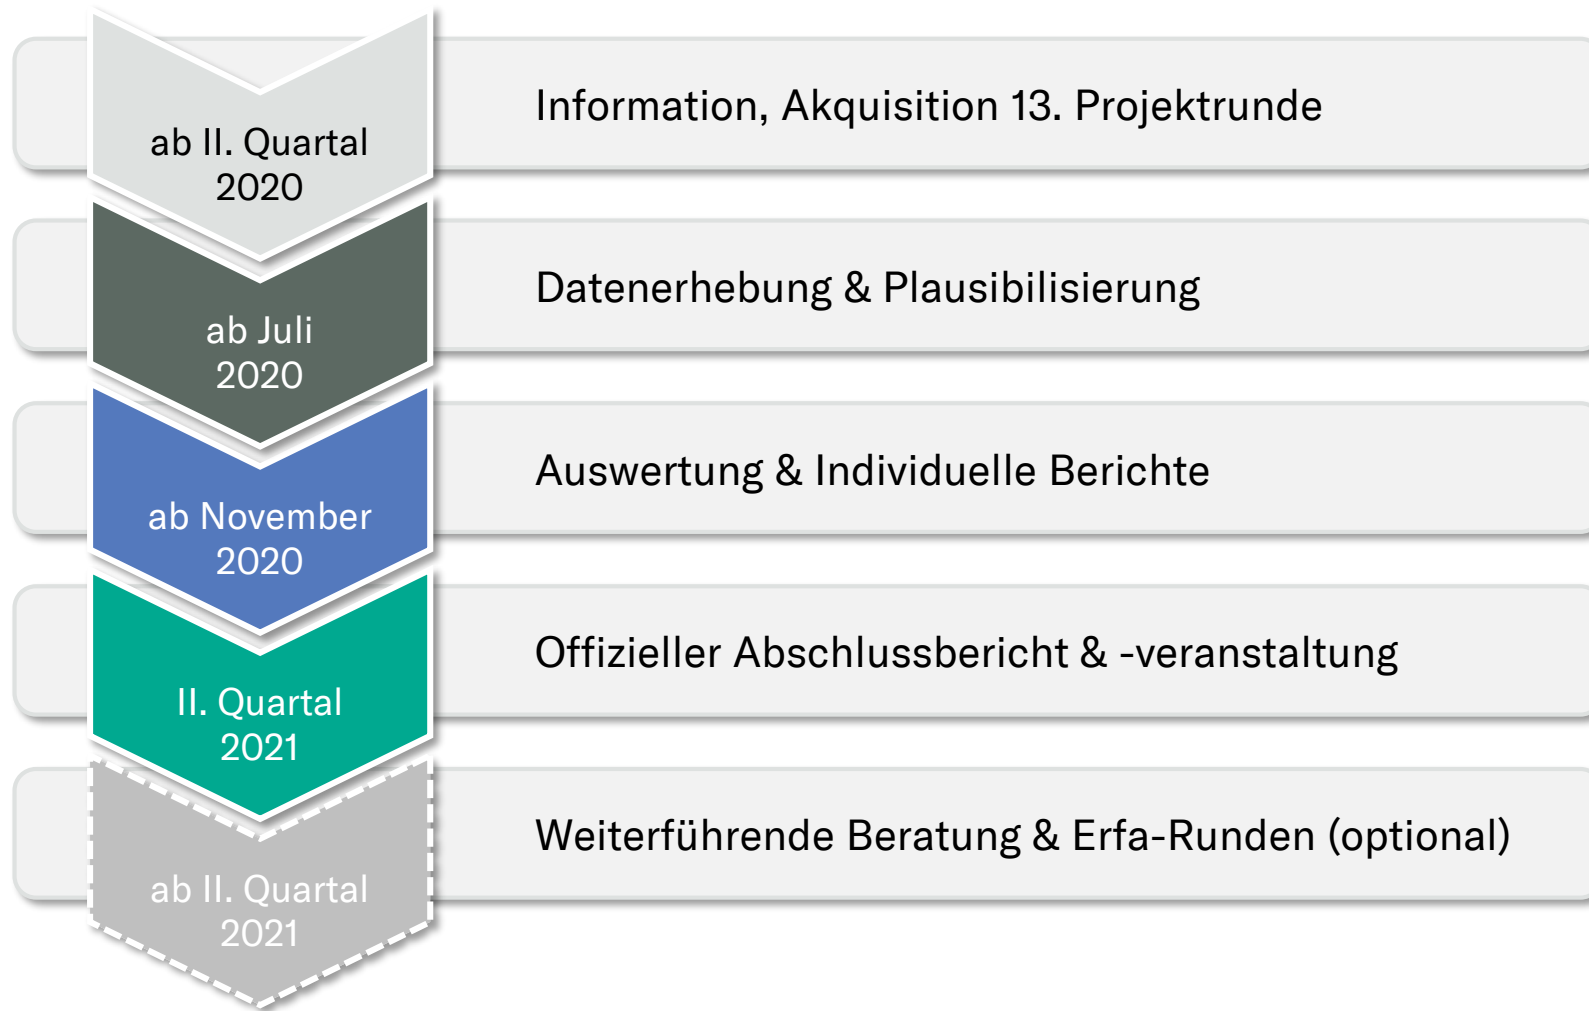 Information, Akquisition 13. Projektrunde
ab II. Quartal
2020
Datenerhebung & Plausibilisierung
ab Juli
2020
Auswertung & Individuelle Berichte
ab November
2020
Offizieller Abschlussbericht & -veranstaltung
II. Quartal
2021
Weiterführende Beratung & Erfa-Runden (optional)
ab II. Quartal
2021